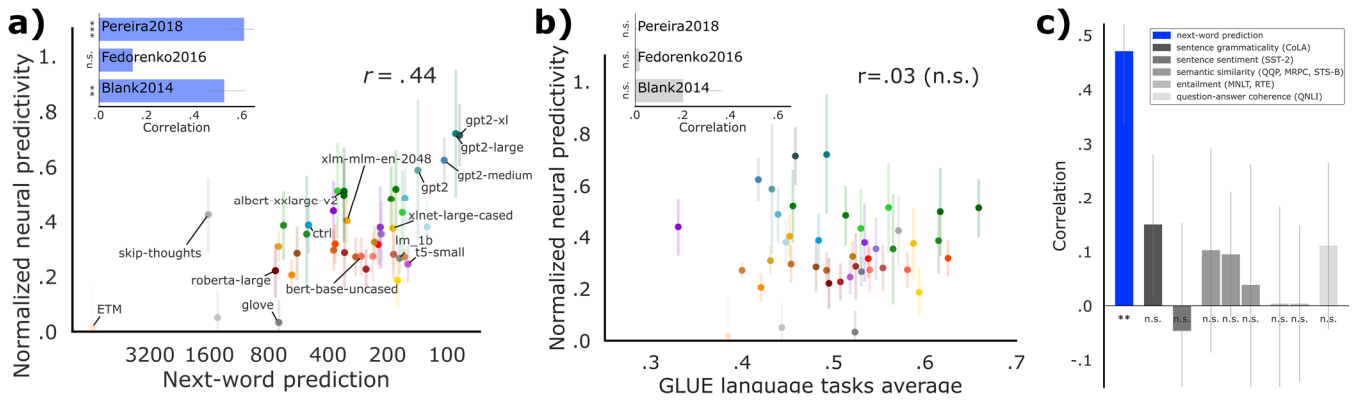 a)
***
Pereira2018
n.s.
Fedorenko2016
**
Blank2014
.0 .2 .4 .6
Correlation
r = .44
Normalized neural predictivity
1.
.8
.6
.4
.2
.0
gpt2-xl
gpt2-large
xlm-mlm-en-2048
gpt2
gpt2-medium
albert-xxlarge-v2
xlnet-large-cased
ctrl
skip-thoughts
lm_1b
t5-small
roberta-large
bert-base-uncased
ETM
glove
3200 1600 800 400 200 100
Next-word prediction
b)
n.s.
Pereira2018
n.s.
Fedorenko2016
n.s.
Blank2014
.0 .2 .4 .6
Correlation
r=.03 (n.s.)
Normalized neural predictivity
1.
.8
.6
.4
.2
.0
.3 .4 .5 .6 0.7
GLUE language tasks average
c)
next-word prediction
sentence grammaticality (CoLA)
sentence sentiment (SST-2)
semantic similarity (QQP, MRPC, STS-B)
entailment (MNLT, RTE)
question-answer coherence (QNLI)
Correlation
.5
.4
.3
.2
.1
.0
-.1
** n.s. n.s. n.s. n.s. n.s. n.s. n.s. n.s.